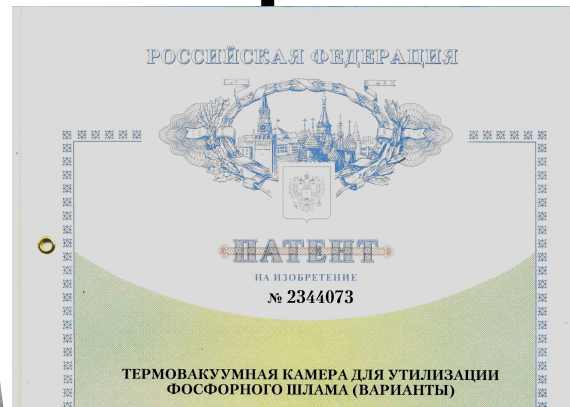 РОССИЙСКАЯ ФЕДЕРАЦИЯ
ПАТЕНТ
НА ИЗОБРЕТЕНИЕ
№ 2344073
ТЕРМОВАКУУМНАЯ КАМЕРА ДЛЯ УТИЛИЗАЦИИ
ФОСФОРНОГО ШЛАМА (ВАРИАНТЫ)